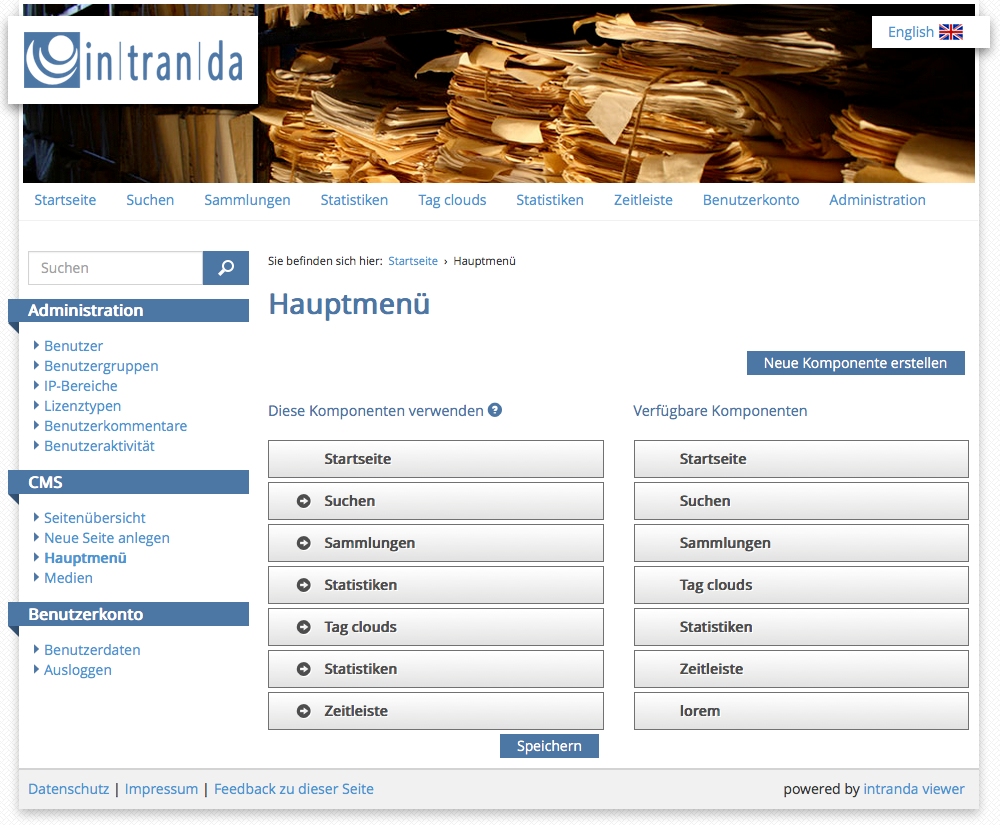 in|tran|da
English
Startseite Suchen Sammlungen Statistiken Tag clouds Statistiken Zeitleiste Benutzerkonto Administration
Suchen
Administration
Benutzer
Benutzergruppen
IP-Bereiche
Lizenztypen
Benutzerkommentare
Benutzeraktivität
CMS
Seitenübersicht
Neue Seite anlegen
Hauptmenü
Medien
Benutzerkonto
Benutzerdaten
Ausloggen
Sie befinden sich hier: Startseite › Hauptmenü
Hauptmenü
Neue Komponente erstellen
Diese Komponenten verwenden ?
Startseite
Suchen
Sammlungen
Statistiken
Tag clouds
Statistiken
Zeitleiste
Speichern
Verfügbare Komponenten
Startseite
Suchen
Sammlungen
Tag clouds
Statistiken
Zeitleiste
lorem
Datenschutz | Impressum | Feedback zu dieser Seite
powered by intranda viewer